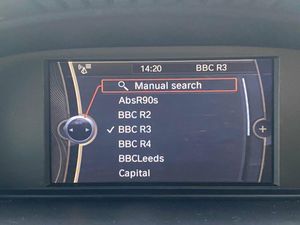 14:20 BBC R3
Manual search
AbsR90s
BBC R2
BBC R3
BBC R4
BBCLeeds
Capital